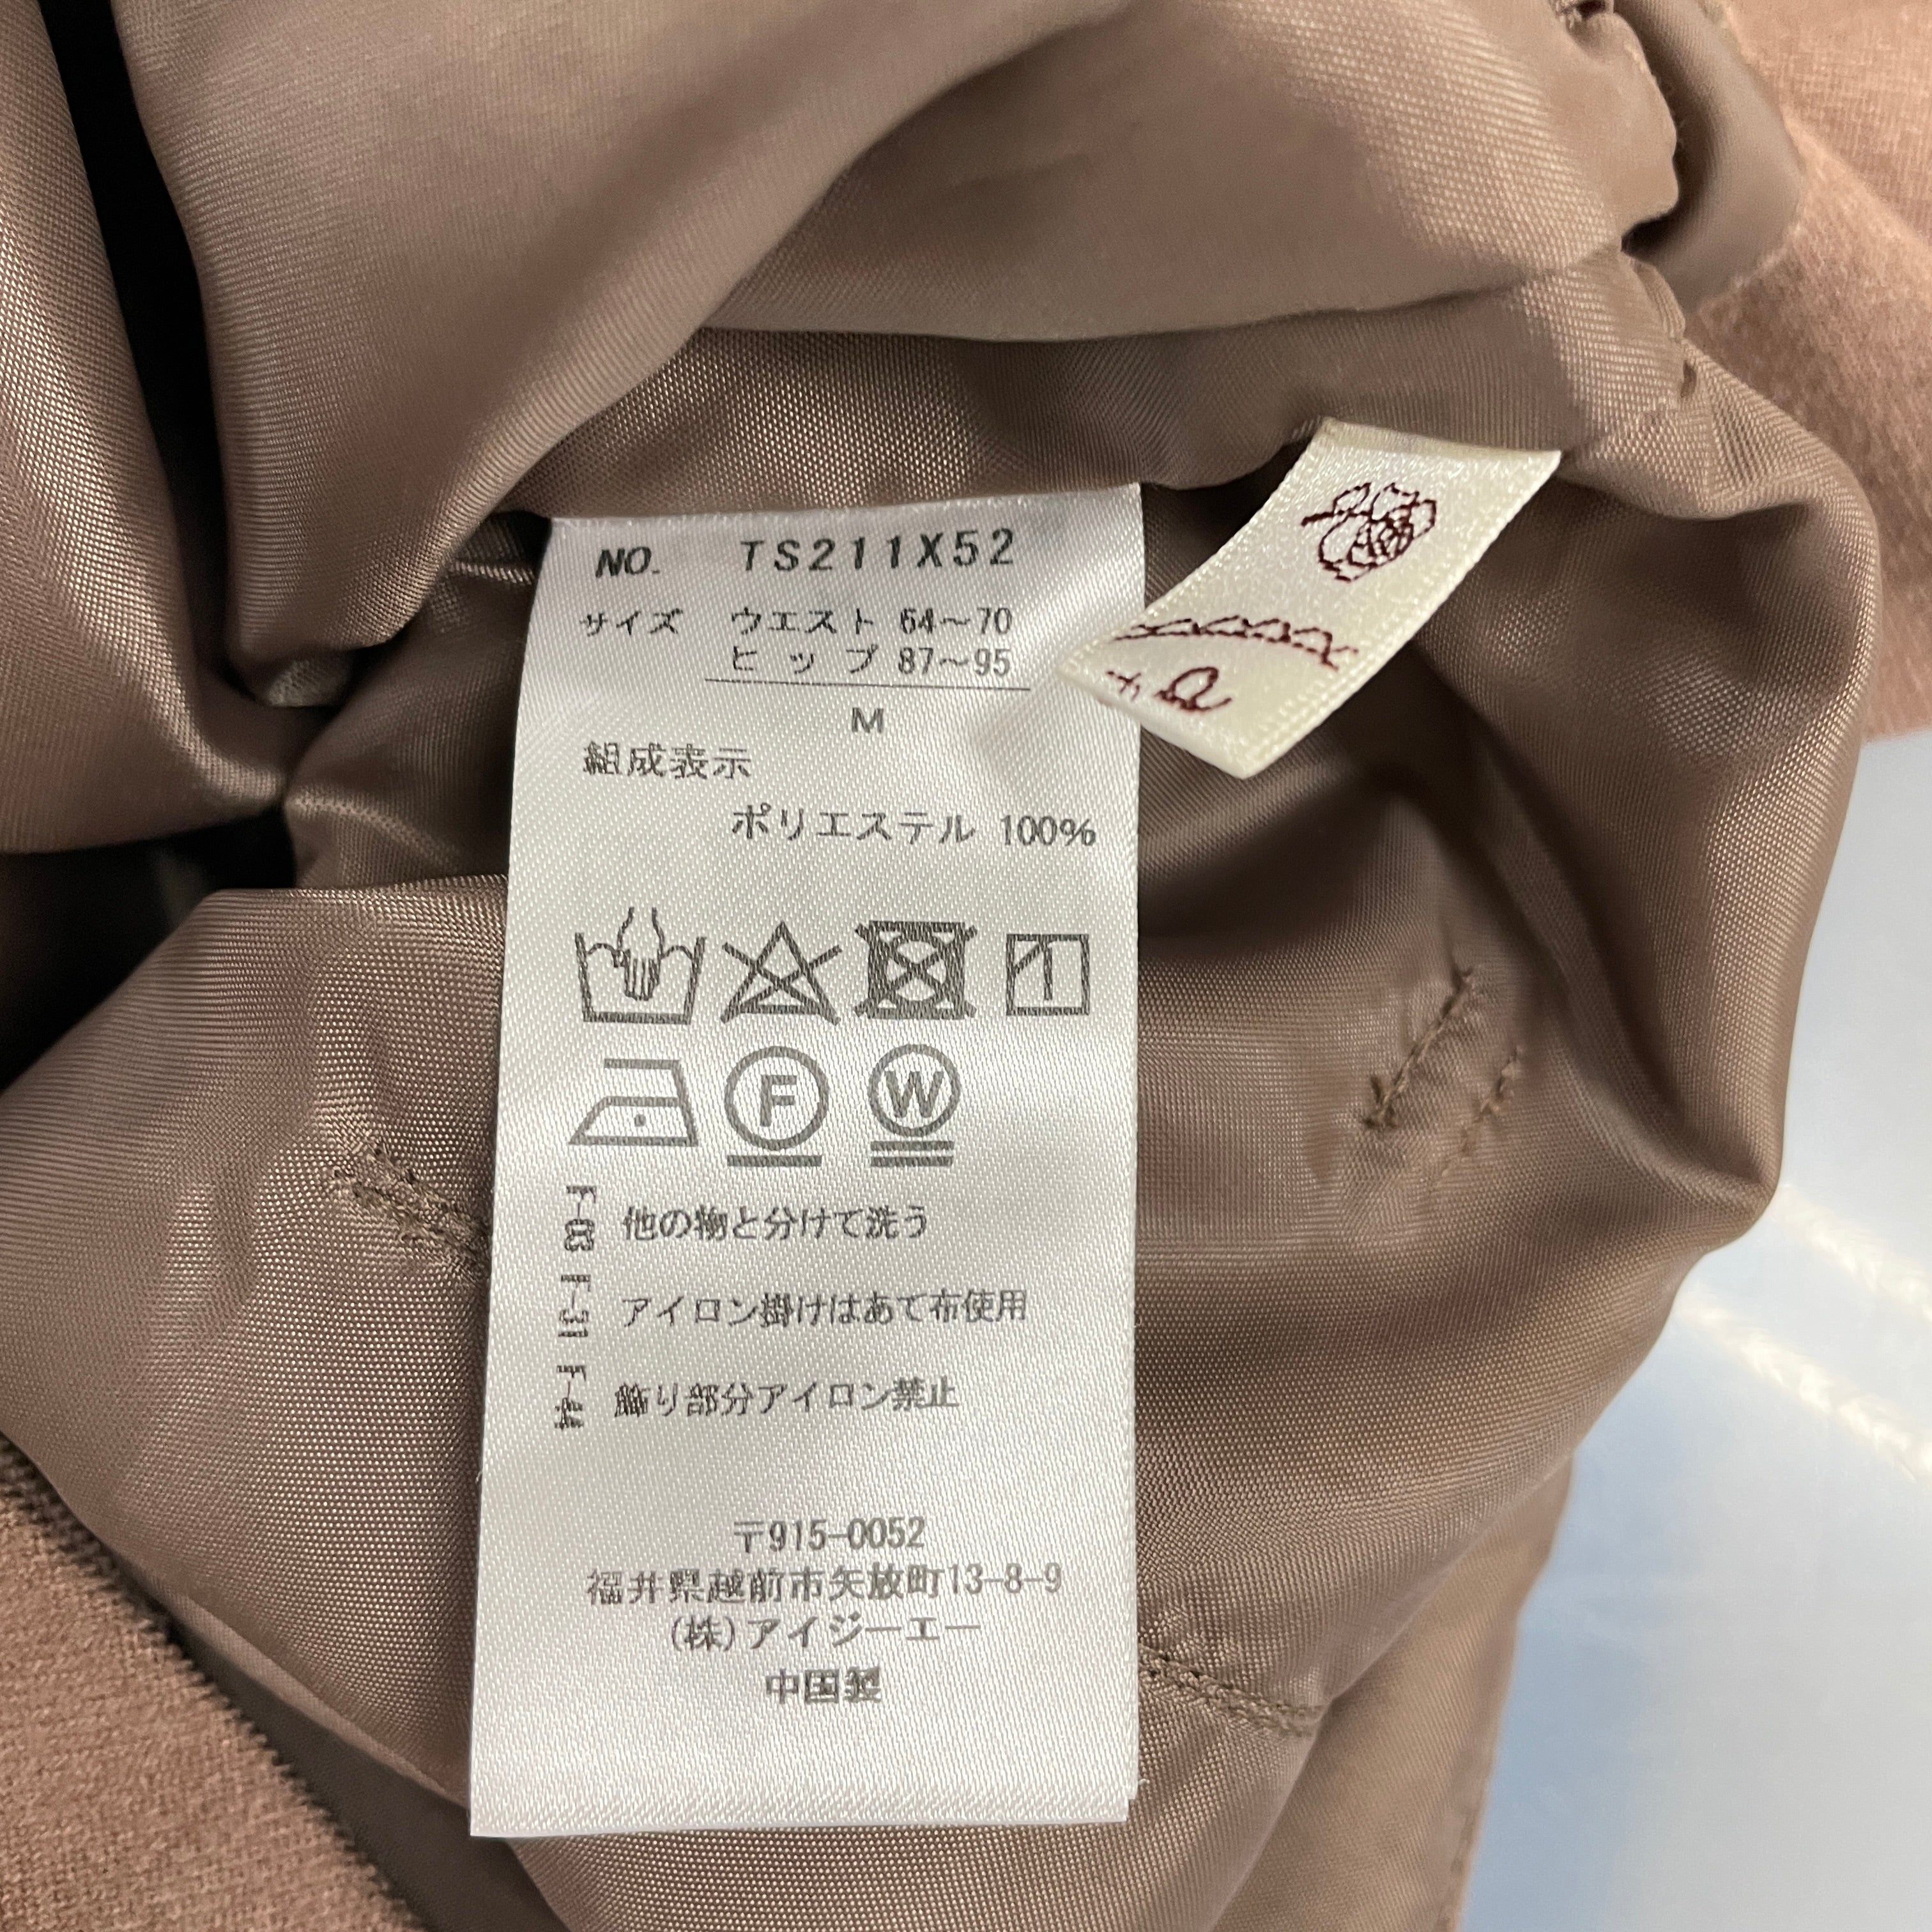 NO. TS211X52
サイズ ウエスト 64～70
ヒップ 87～95
M
組成表示
ポリエステル 100%
F W
F-03 他の物と分けて洗う
F-31 アイロン掛けはあて布使用
F-44 飾り部分アイロン禁止
〒915-0052
福井県越前市矢放町13-8-9
(株)アイジーエー
中国製